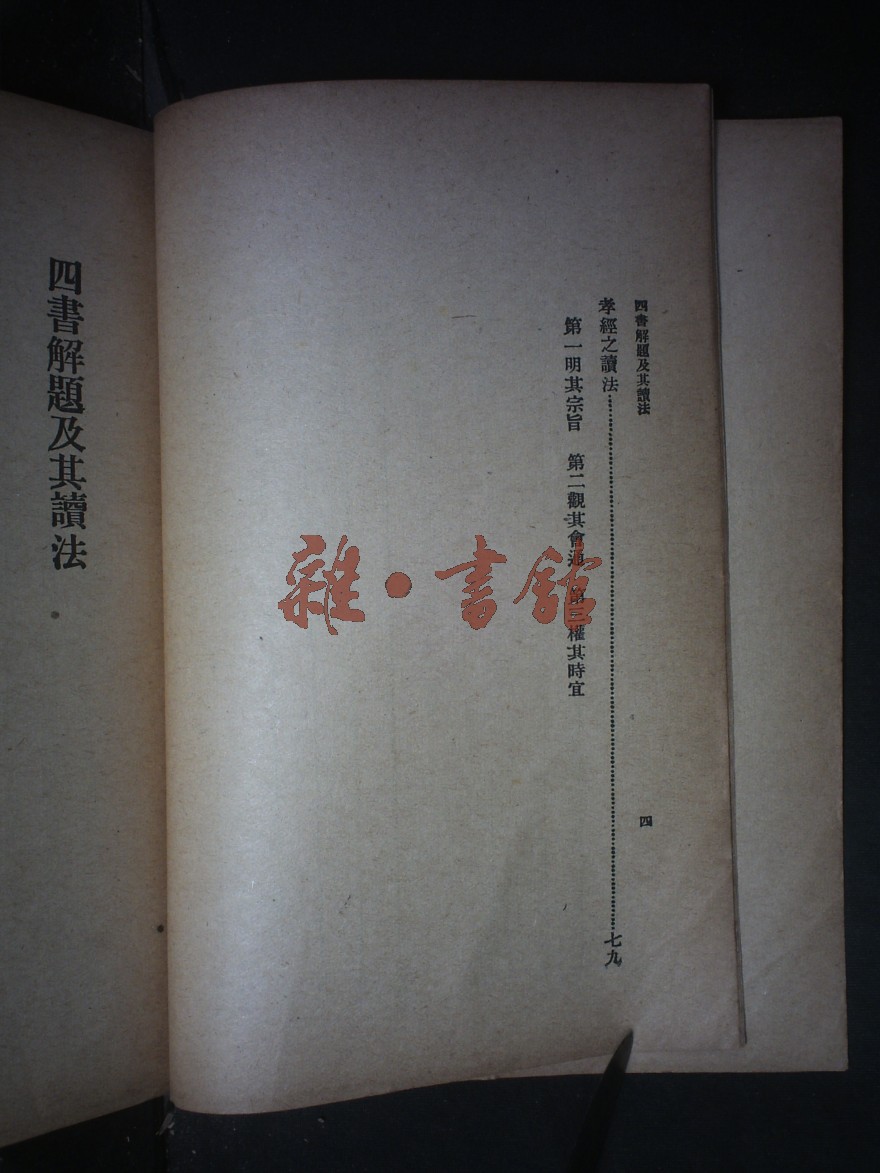 四書解題及其讀法
四
孝經之讀法……七九
第一明其宗旨　第二觀其會通　第三權其時宜
雜·書館
四書解題及其讀法